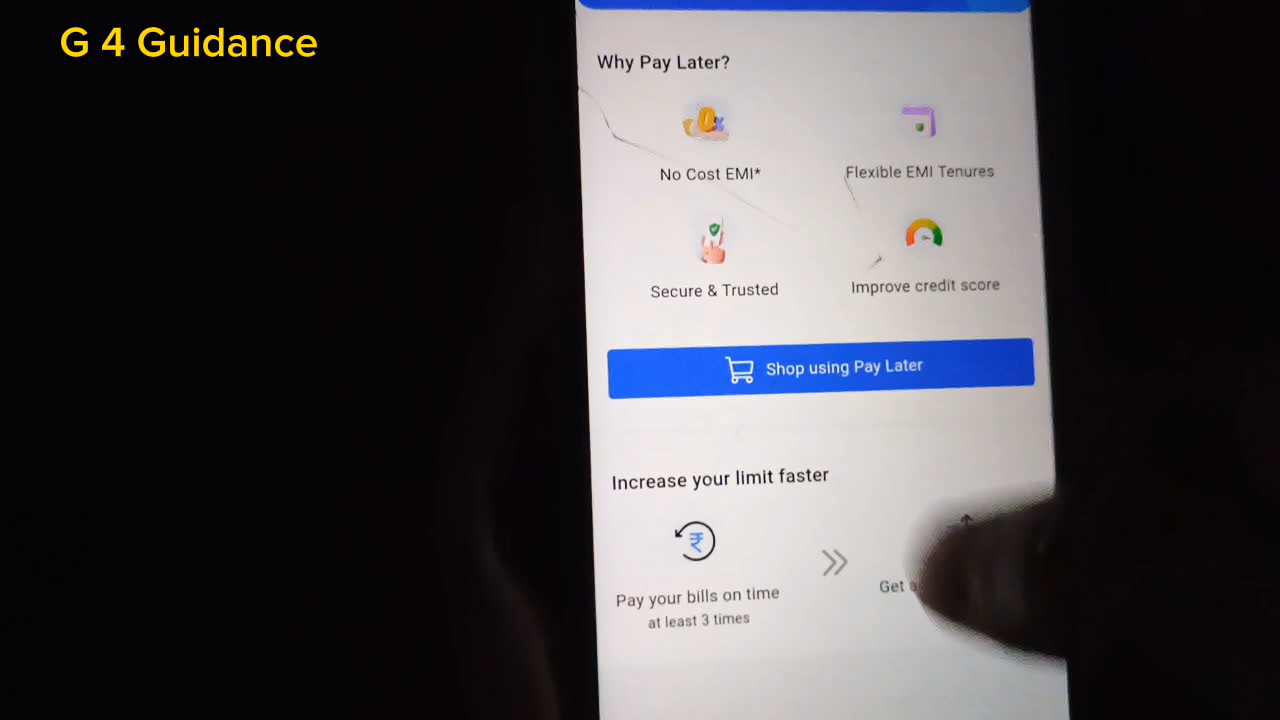 G 4 Guidance
Why Pay Later?
No Cost EMI*
Flexible EMI Tenures
Secure & Trusted
Improve credit score
Shop using Pay Later
Increase your limit faster
₹
Pay your bills on time
at least 3 times
Get